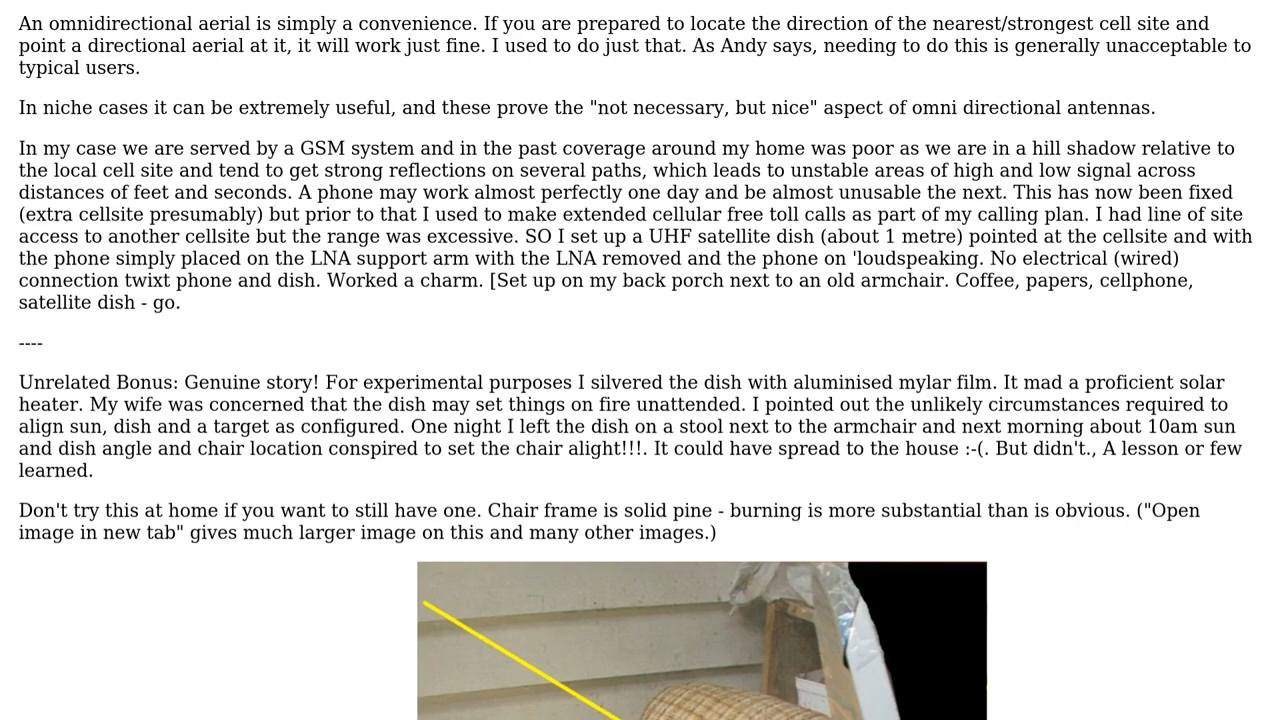 An omnidirectional aerial is simply a convenience. If you are prepared to locate the direction of the nearest/strongest cell site and
point a directional aerial at it, it will work just fine. I used to do just that. As Andy says, needing to do this is generally unacceptable to
typical users.
In niche cases it can be extremely useful, and these prove the "not necessary, but nice" aspect of omni directional antennas.
In my case we are served by a GSM system and in the past coverage around my home was poor as we are in a hill shadow relative to
the local cell site and tend to get strong reflections on several paths, which leads to unstable areas of high and low signal across
distances of feet and seconds. A phone may work almost perfectly one day and be almost unusable the next. This has now been fixed
(extra cellsite presumably) but prior to that I used to make extended cellular free toll calls as part of my calling plan. I had line of site
access to another cellsite but the range was excessive. SO I set up a UHF satellite dish (about 1 metre) pointed at the cellsite and with
the phone simply placed on the LNA support arm with the LNA removed and the phone on 'loudspeaking. No electrical (wired)
connection twixt phone and dish. Worked a charm. [Set up on my back porch next to an old armchair. Coffee, papers, cellphone,
satellite dish - go.
----
Unrelated Bonus: Genuine story! For experimental purposes I silvered the dish with aluminised mylar film. It mad a proficient solar
heater. My wife was concerned that the dish may set things on fire unattended. I pointed out the unlikely circumstances required to
align sun, dish and a target as configured. One night I left the dish on a stool next to the armchair and next morning about 10am sun
and dish angle and chair location conspired to set the chair alight!!!. It could have spread to the house :-(. But didn't., A lesson or few
learned.
Don't try this at home if you want to still have one. Chair frame is solid pine - burning is more substantial than is obvious. ("Open
image in new tab" gives much larger image on this and many other images.)